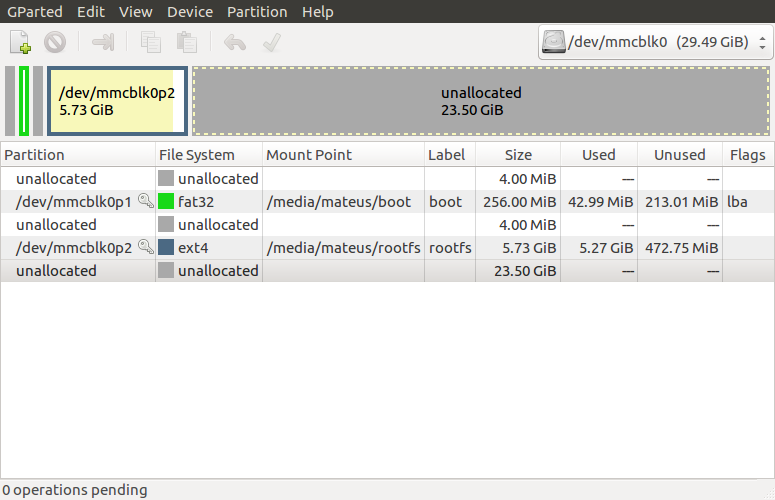 GParted Edit View Device Partition Help
/dev/mmcblk0 (29.49 GiB)
/dev/mmcblk0p2
5.73 GiB
unallocated
23.50 GiB
Partition File System Mount Point Label Size Used Unused Flags
unallocated unallocated 4.00 MiB --- ---
/dev/mmcblk0p1 fat32 /media/mateus/boot boot 256.00 MiB 42.99 MiB 213.01 MiB lba
unallocated unallocated 4.00 MiB --- ---
/dev/mmcblk0p2 ext4 /media/mateus/rootfs rootfs 5.73 GiB 5.27 GiB 472.75 MiB
unallocated unallocated 23.50 GiB --- ---
0 operations pending